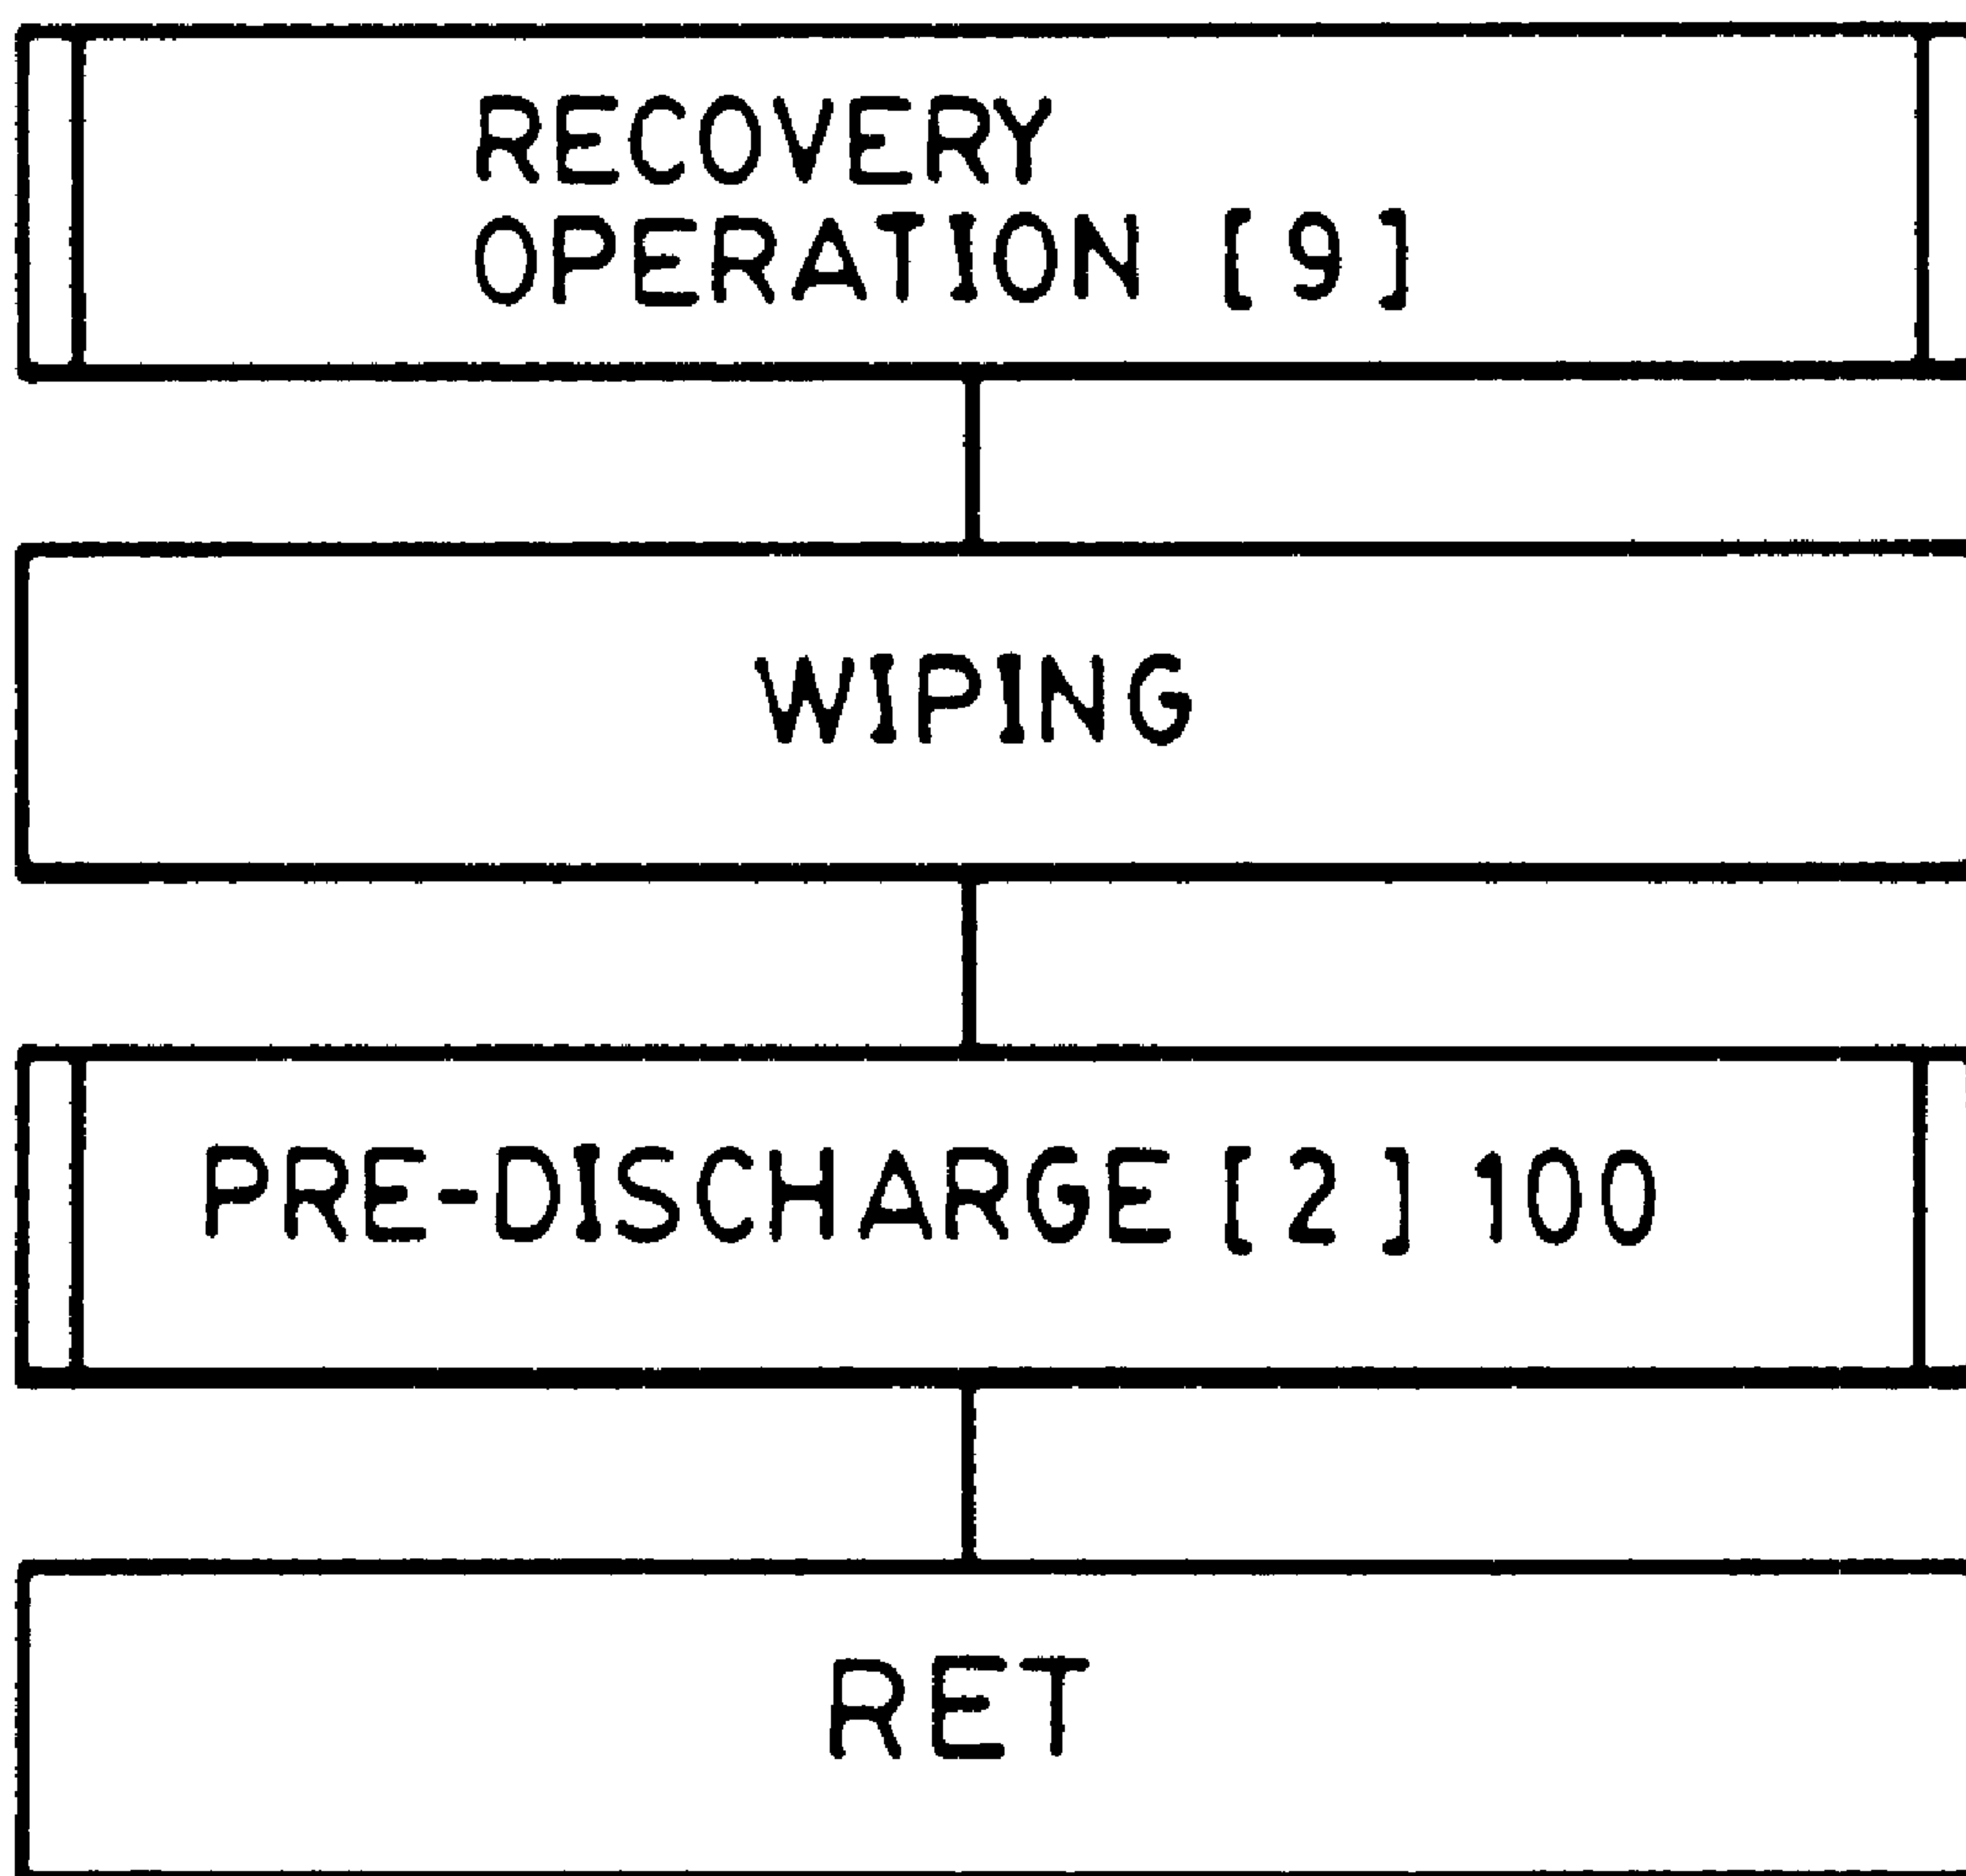 RECOVERY
OPERATION [9]
WIPING
PRE-DISCHARGE [2] 100
RET